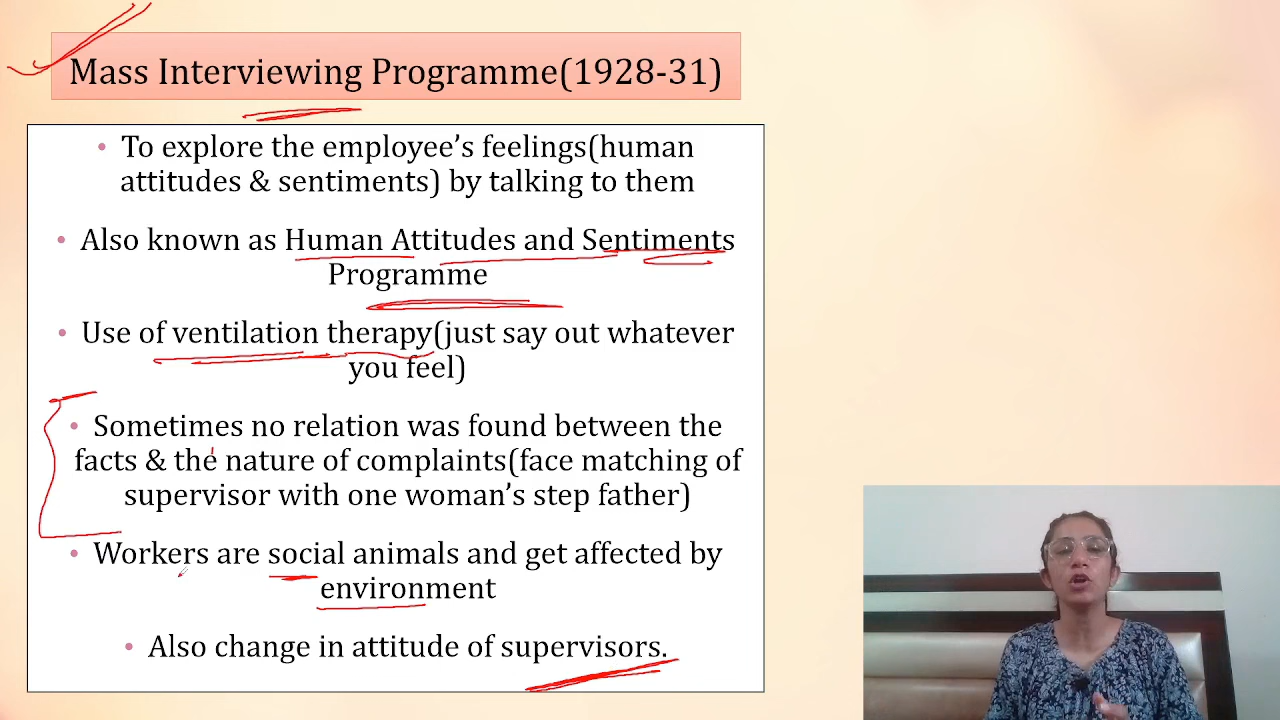 Mass Interviewing Programme(1928-31)
• To explore the employee’s feelings(human
attitudes & sentiments) by talking to them
• Also known as Human Attitudes and Sentiments
Programme
• Use of ventilation therapy(just say out whatever
you feel)
• Sometimes no relation was found between the
facts & the nature of complaints(face matching of
supervisor with one woman’s step father)
• Workers are social animals and get affected by
environment
• Also change in attitude of supervisors.